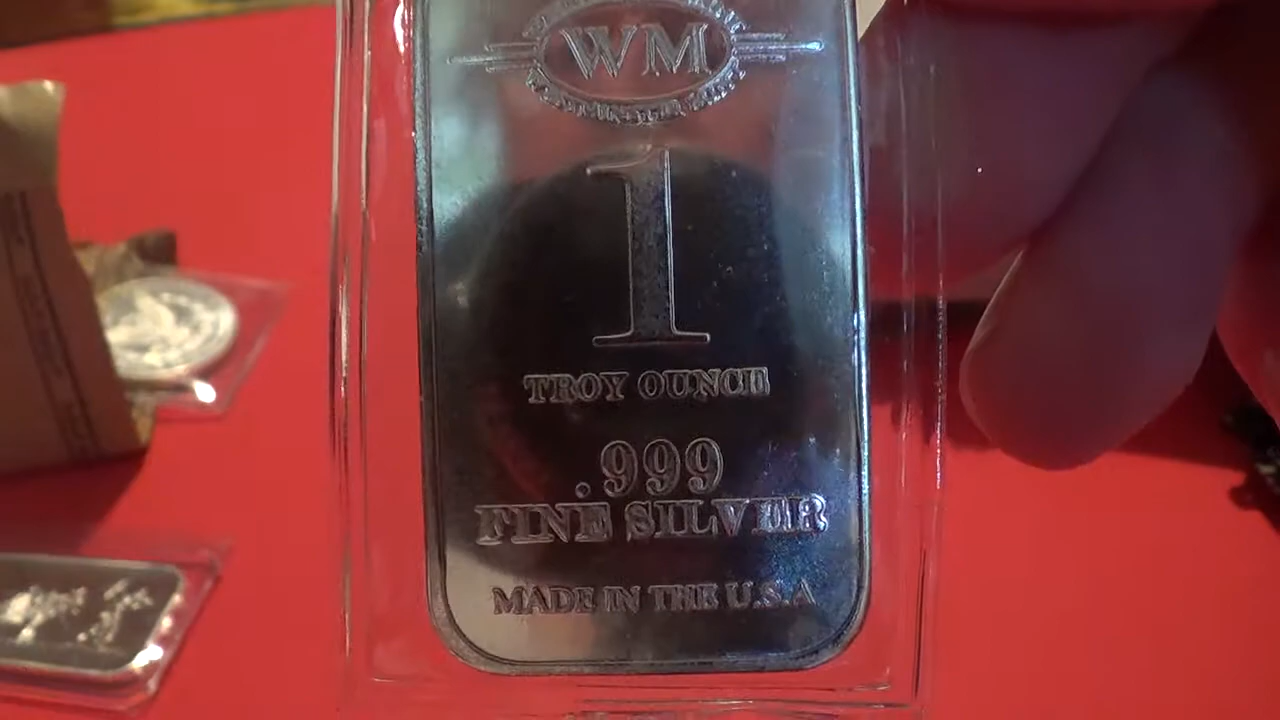 WM
1
TROY OUNCE
.999
FINE SILVER
MADE IN THE U.S.A